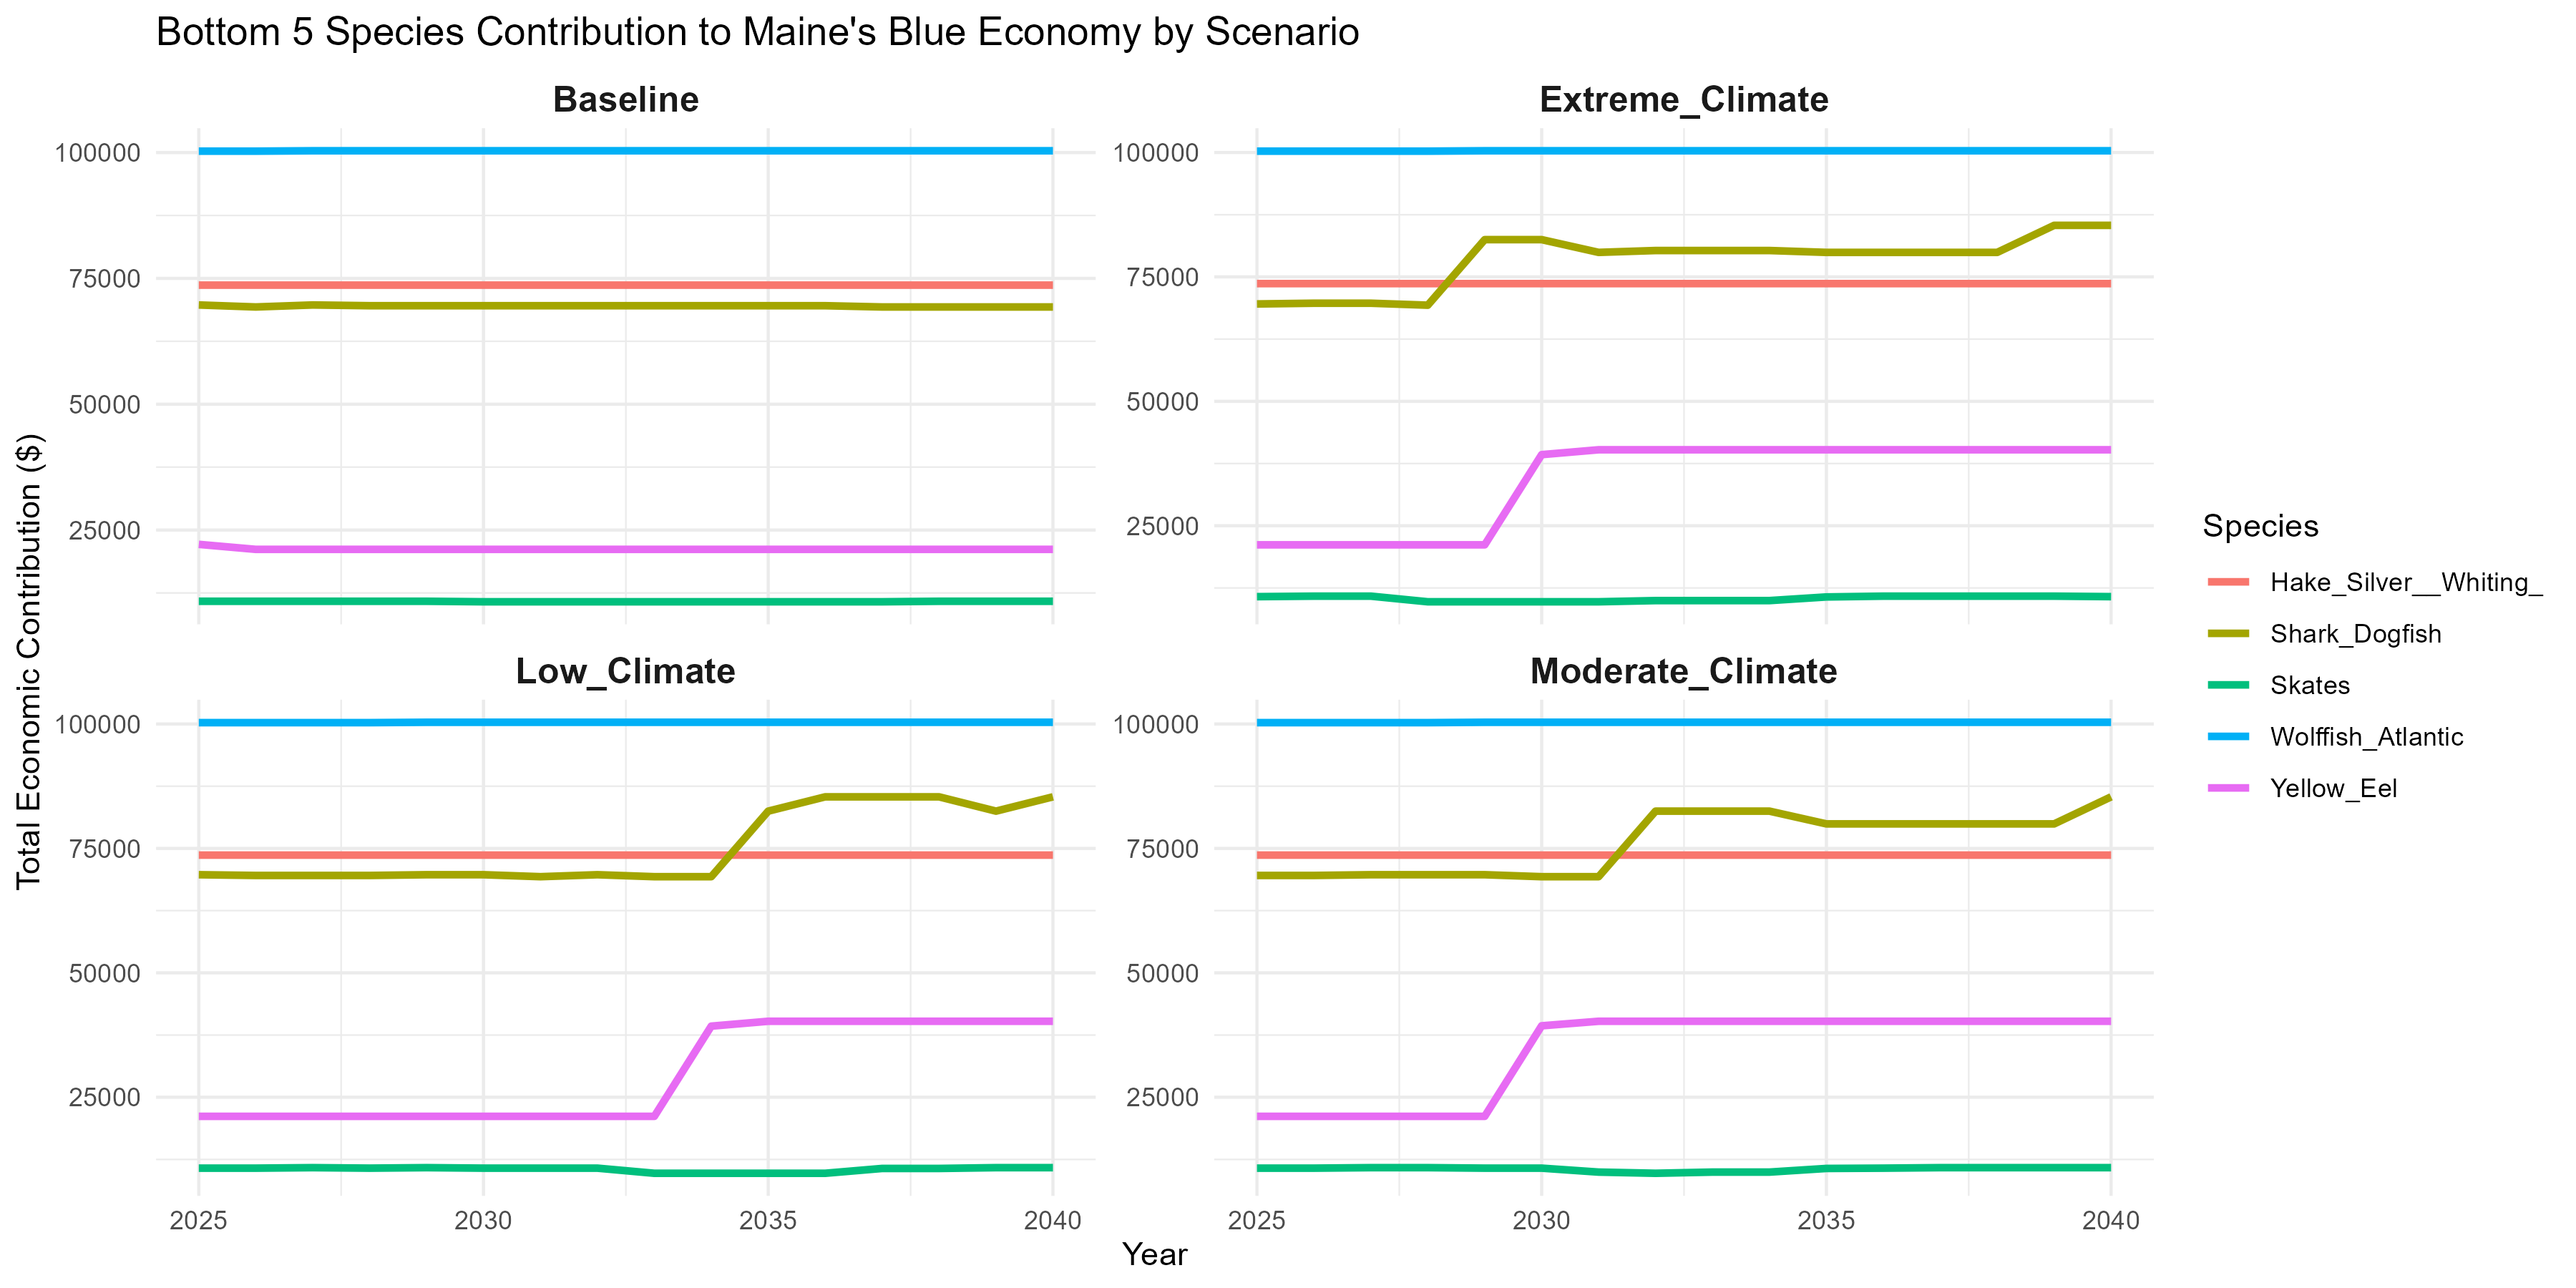 Bottom 5 Species Contribution to Maine's Blue Economy by Scenario
Baseline
Extreme_Climate
100000
75000
50000
25000
100000
75000
50000
25000
Low_Climate
Moderate_Climate
100000
75000
50000
25000
100000
75000
50000
25000
2025 2030 2035 2040
2025 2030 2035 2040
Year
Total Economic Contribution ($)
Species
Hake_Silver__Whiting_
Shark_Dogfish
Skates
Wolffish_Atlantic
Yellow_Eel